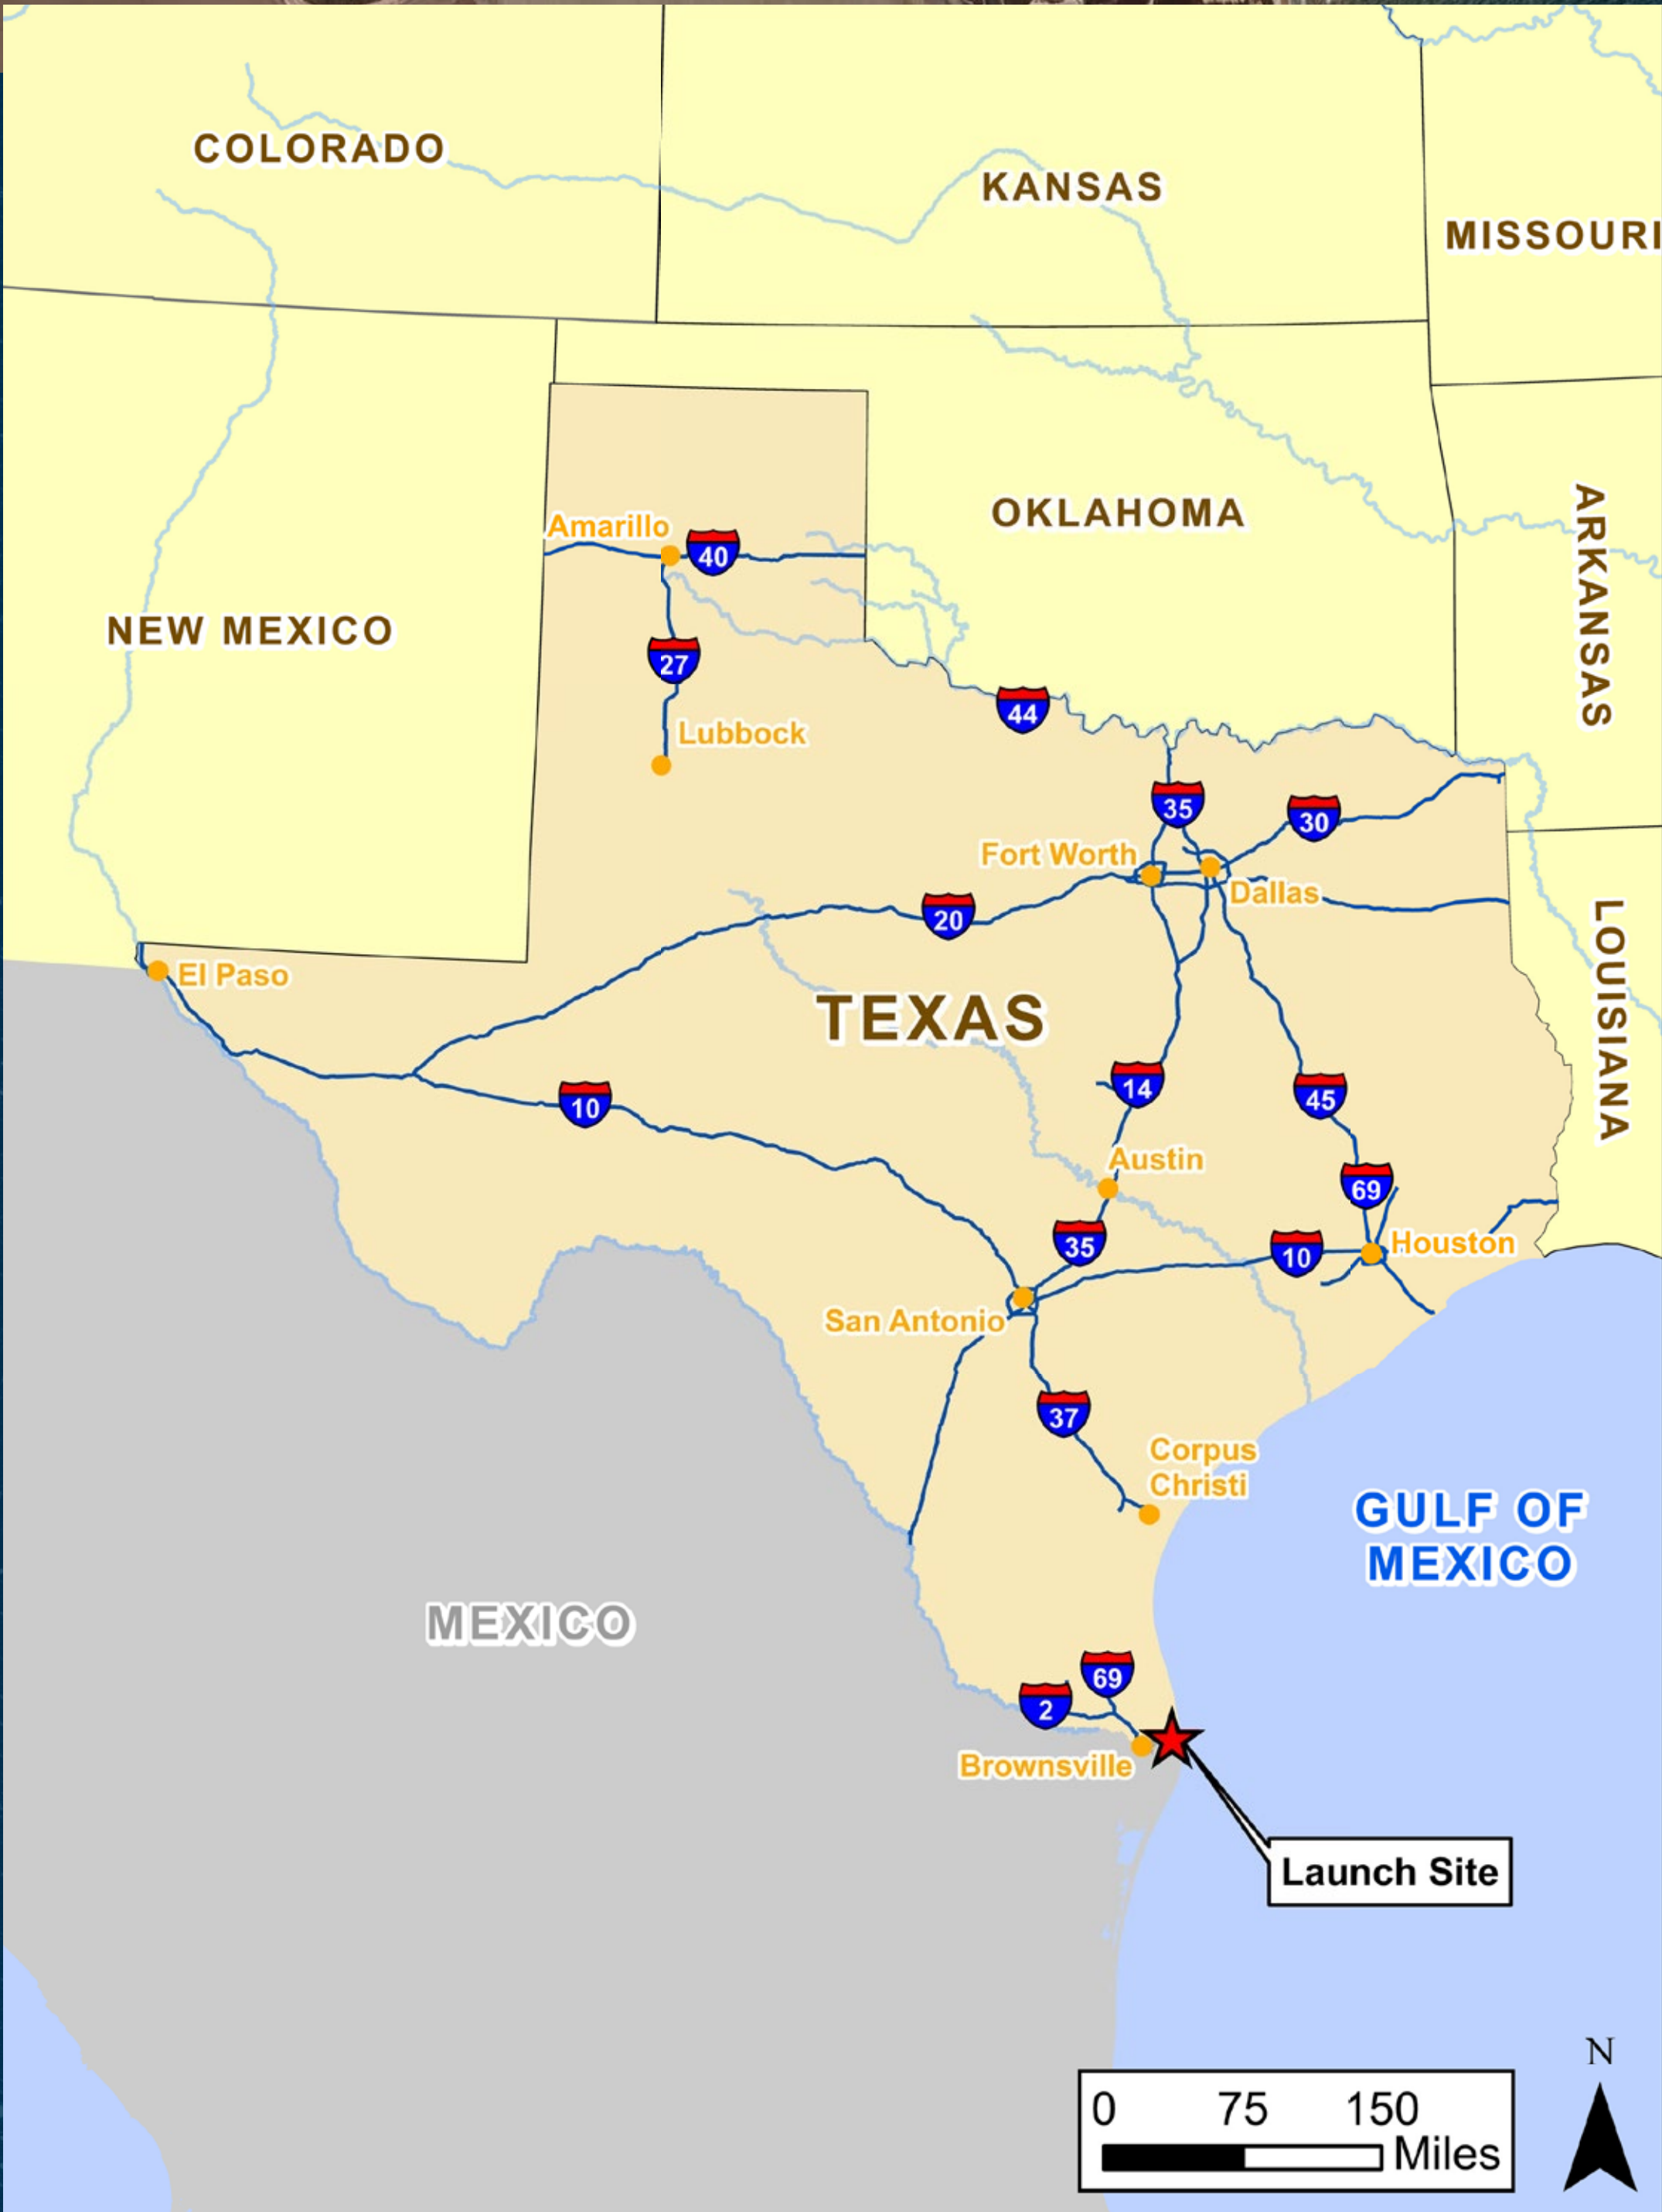 COLORADO
KANSAS
MISSOURI
OKLAHOMA
ARKANSAS
Amarillo
40
NEW MEXICO
27
44
Lubbock
35
30
Fort Worth
Dallas
20
LOUISIANA
El Paso
TEXAS
14
45
10
Austin
69
35
10
Houston
San Antonio
37
Corpus
Christi
GULF OF
MEXICO
MEXICO
69
2
Brownsville
Launch Site
N
0 75 150
Miles